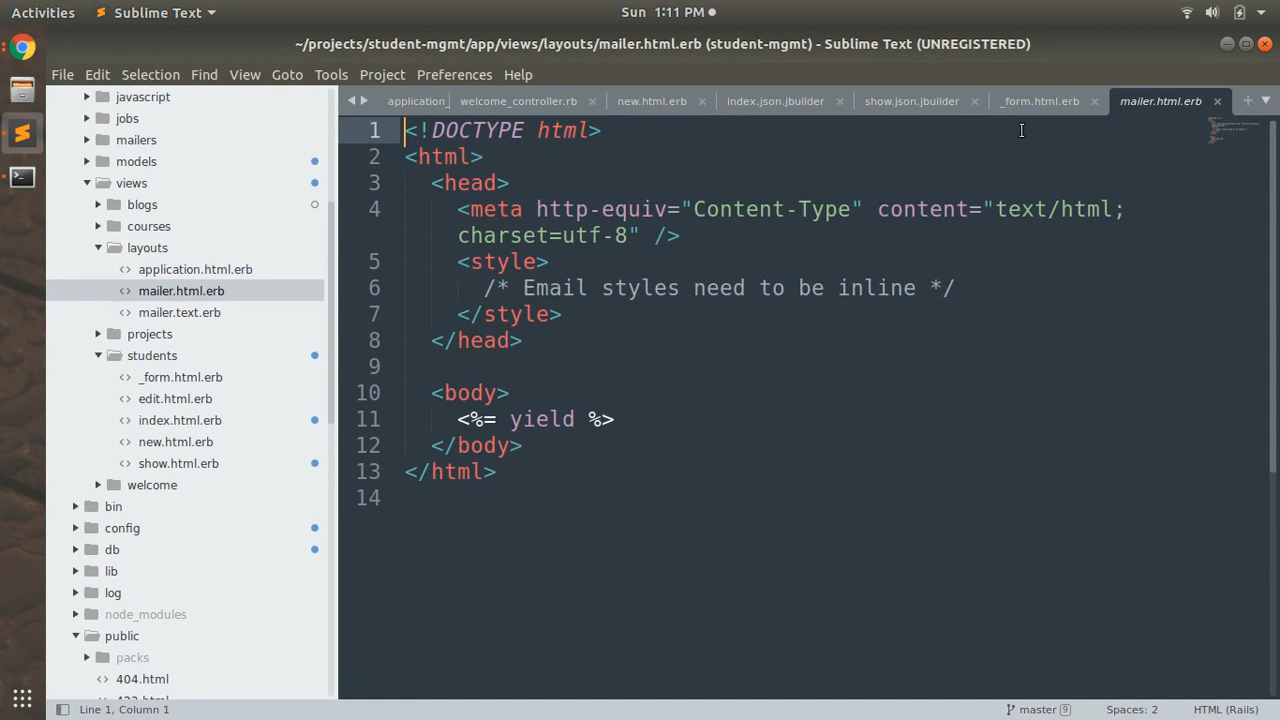 Activities Sublime Text Sun 1:11 PM
~/projects/student-mgmt/app/views/layouts/mailer.html.erb (student-mgmt) - Sublime Text (UNREGISTERED)
File Edit Selection Find View Goto Tools Project Preferences Help
application_ welcome_controller.rb new.html.erb index.json.jbuilder show.json.jbuilder _form.html.erb mailer.html.erb
javascript
jobs
mailers
models
views
blogs
courses
layouts
application.html.erb
mailer.html.erb
mailer.text.erb
projects
students
_form.html.erb
edit.html.erb
index.html.erb
new.html.erb
show.html.erb
welcome
bin
config
db
lib
log
node_modules
public
packs
404.html
1 <!DOCTYPE html>
2 <html>
3 <head>
4 <meta http-equiv="Content-Type" content="text/html;
charset=utf-8" />
5 <style>
6 /* Email styles need to be inline */
7 </style>
8 </head>
9
10 <body>
11 <%= yield %>
12 </body>
13 </html>
14
Line 1, Column 1 master 9 Spaces: 2 HTML (Rails)